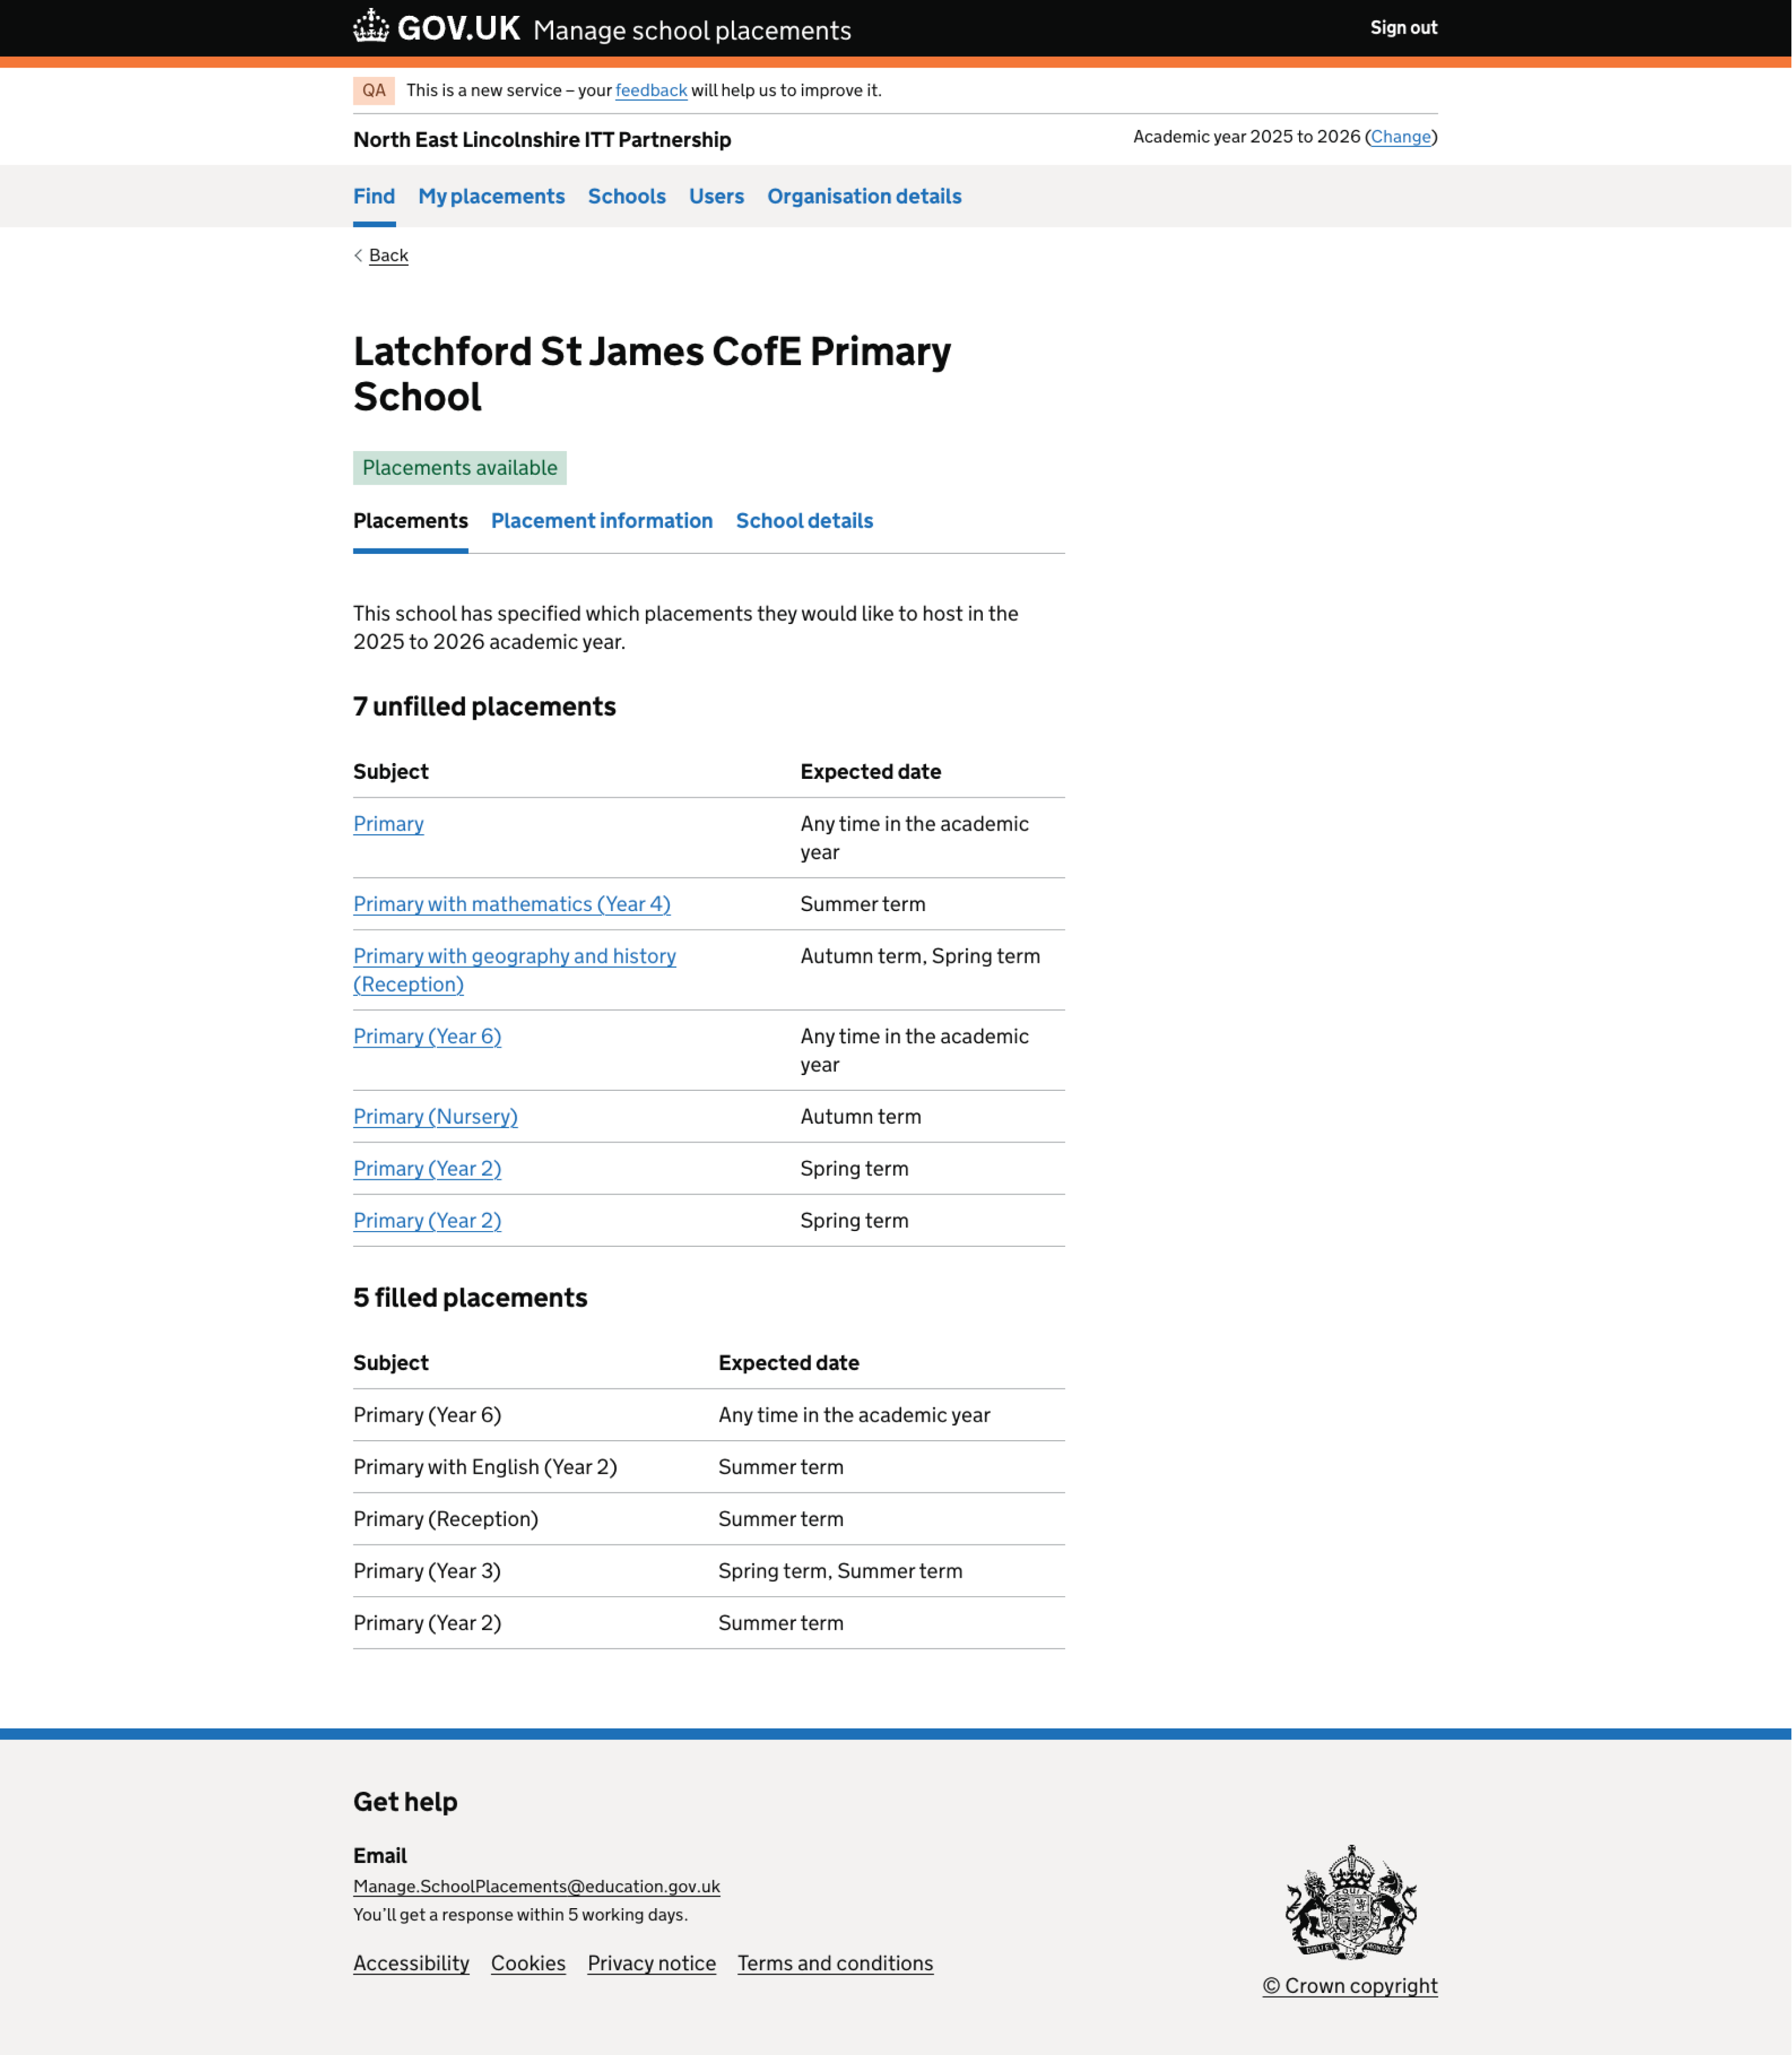 GOV.UK Manage school placements
Sign out
QA This is a new service – your feedback will help us to improve it.
North East Lincolnshire ITT Partnership
Academic year 2025 to 2026 (Change)
Find My placements Schools Users Organisation details
Back
Latchford St James CofE Primary
School
Placements available
Placements Placement information School details
This school has specified which placements they would like to host in the
2025 to 2026 academic year.
7 unfilled placements
Subject Expected date
Primary Any time in the academic
year
Primary with mathematics (Year 4) Summer term
Primary with geography and history Autumn term, Spring term
(Reception)
Primary (Year 6) Any time in the academic
year
Primary (Nursery) Autumn term
Primary (Year 2) Spring term
Primary (Year 2) Spring term
5 filled placements
Subject Expected date
Primary (Year 6) Any time in the academic year
Primary with English (Year 2) Summer term
Primary (Reception) Summer term
Primary (Year 3) Spring term, Summer term
Primary (Year 2) Summer term
Get help
Email
Manage.SchoolPlacements@education.gov.uk
You’ll get a response within 5 working days.
Accessibility Cookies Privacy notice Terms and conditions
© Crown copyright